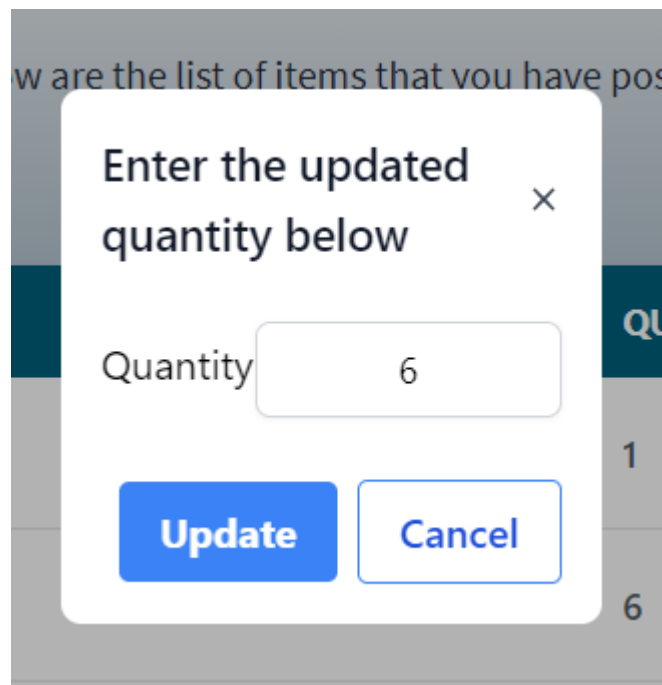 w are the list of items that you have pos
Enter the updated
quantity below
×
QU
Quantity
6
1
Update
Cancel
6